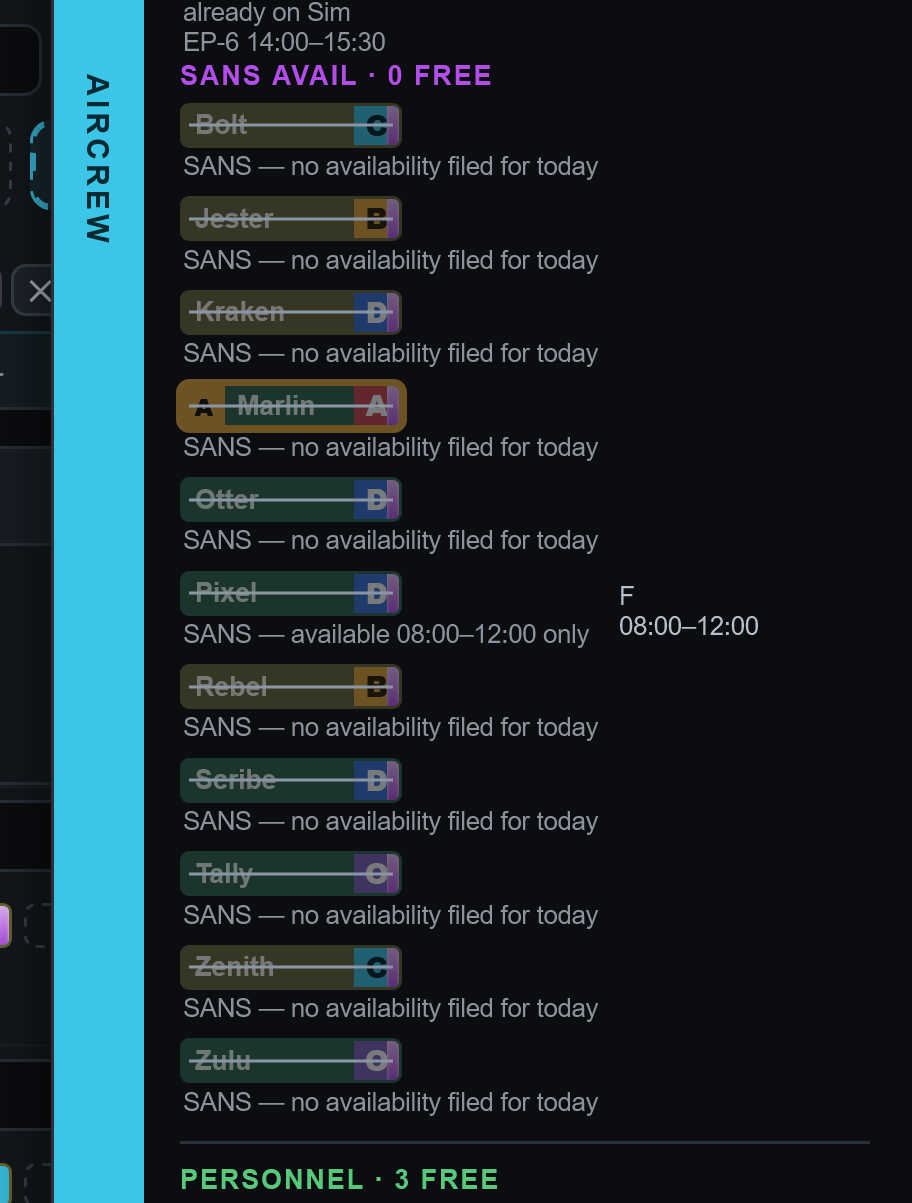 already on Sim
EP-6 14:00–15:30
AIRCREW
SANS AVAIL · 0 FREE
Bolt C
SANS — no availability filed for today
Jester B
SANS — no availability filed for today
Kraken D
SANS — no availability filed for today
A Marlin A
SANS — no availability filed for today
Otter D
SANS — no availability filed for today
Pixel D
SANS — available 08:00–12:00 only
F
08:00–12:00
Rebel B
SANS — no availability filed for today
Scribe D
SANS — no availability filed for today
Tally O
SANS — no availability filed for today
Zenith C
SANS — no availability filed for today
Zulu O
SANS — no availability filed for today
PERSONNEL · 3 FREE